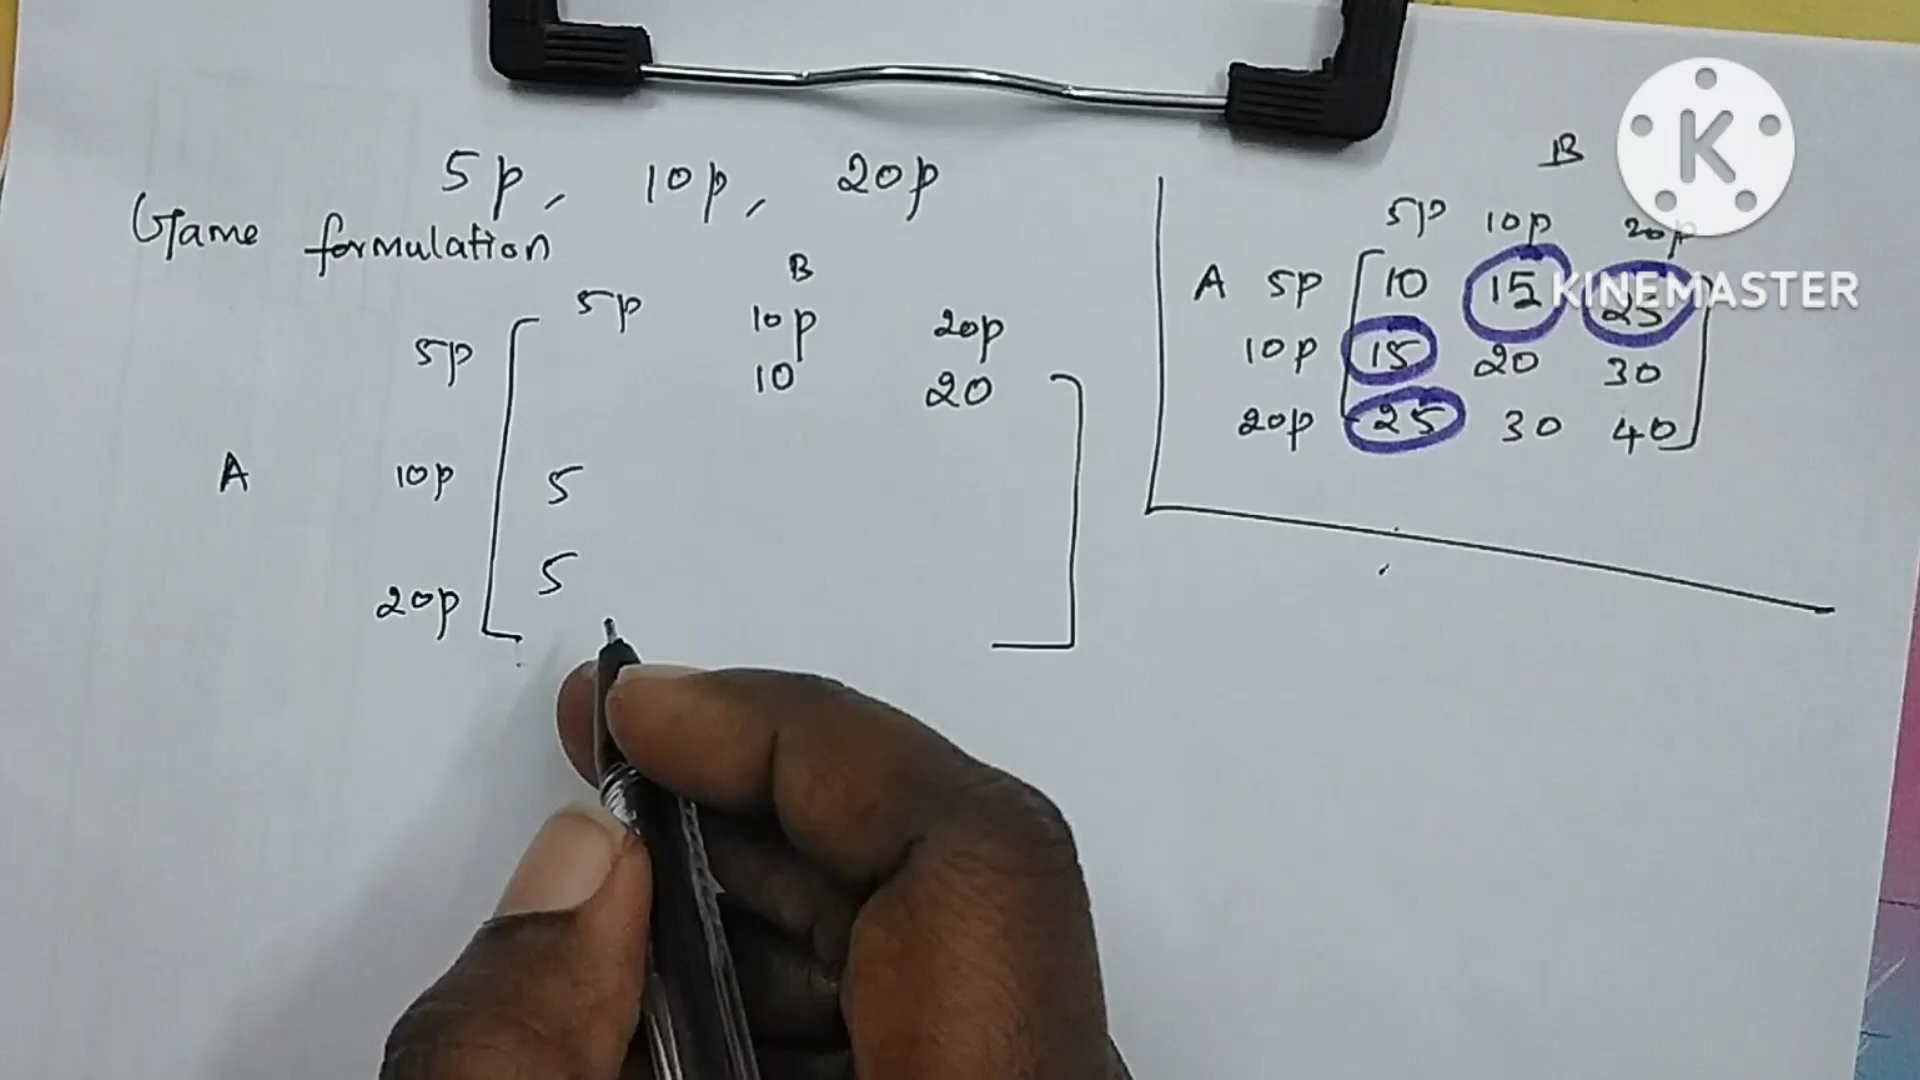 5p, 10p, 20p
Game formulation
B
5p 10p 20p
5p 10 20
A 10p 5
20p 5
B
5p 10p 20p
A 5p 10 15 25
10p 15 20 30
20p 25 30 40
K
KINEMASTER